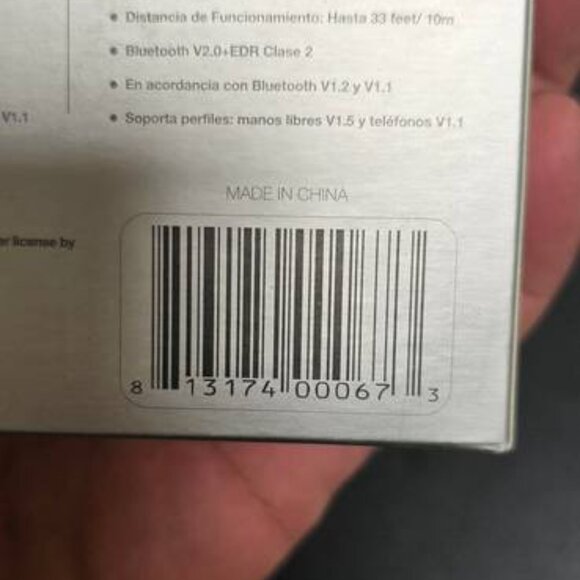 • Distancia de Funcionamiento: Hasta 33 feet/ 10m
• Bluetooth V2.0+EDR Clase 2
• En acordancia con Bluetooth V1.2 y V1.1
V1.1
• Soporta perfiles: manos libres V1.5 y teléfonos V1.1
MADE IN CHINA
license by
8 13174 00067 3